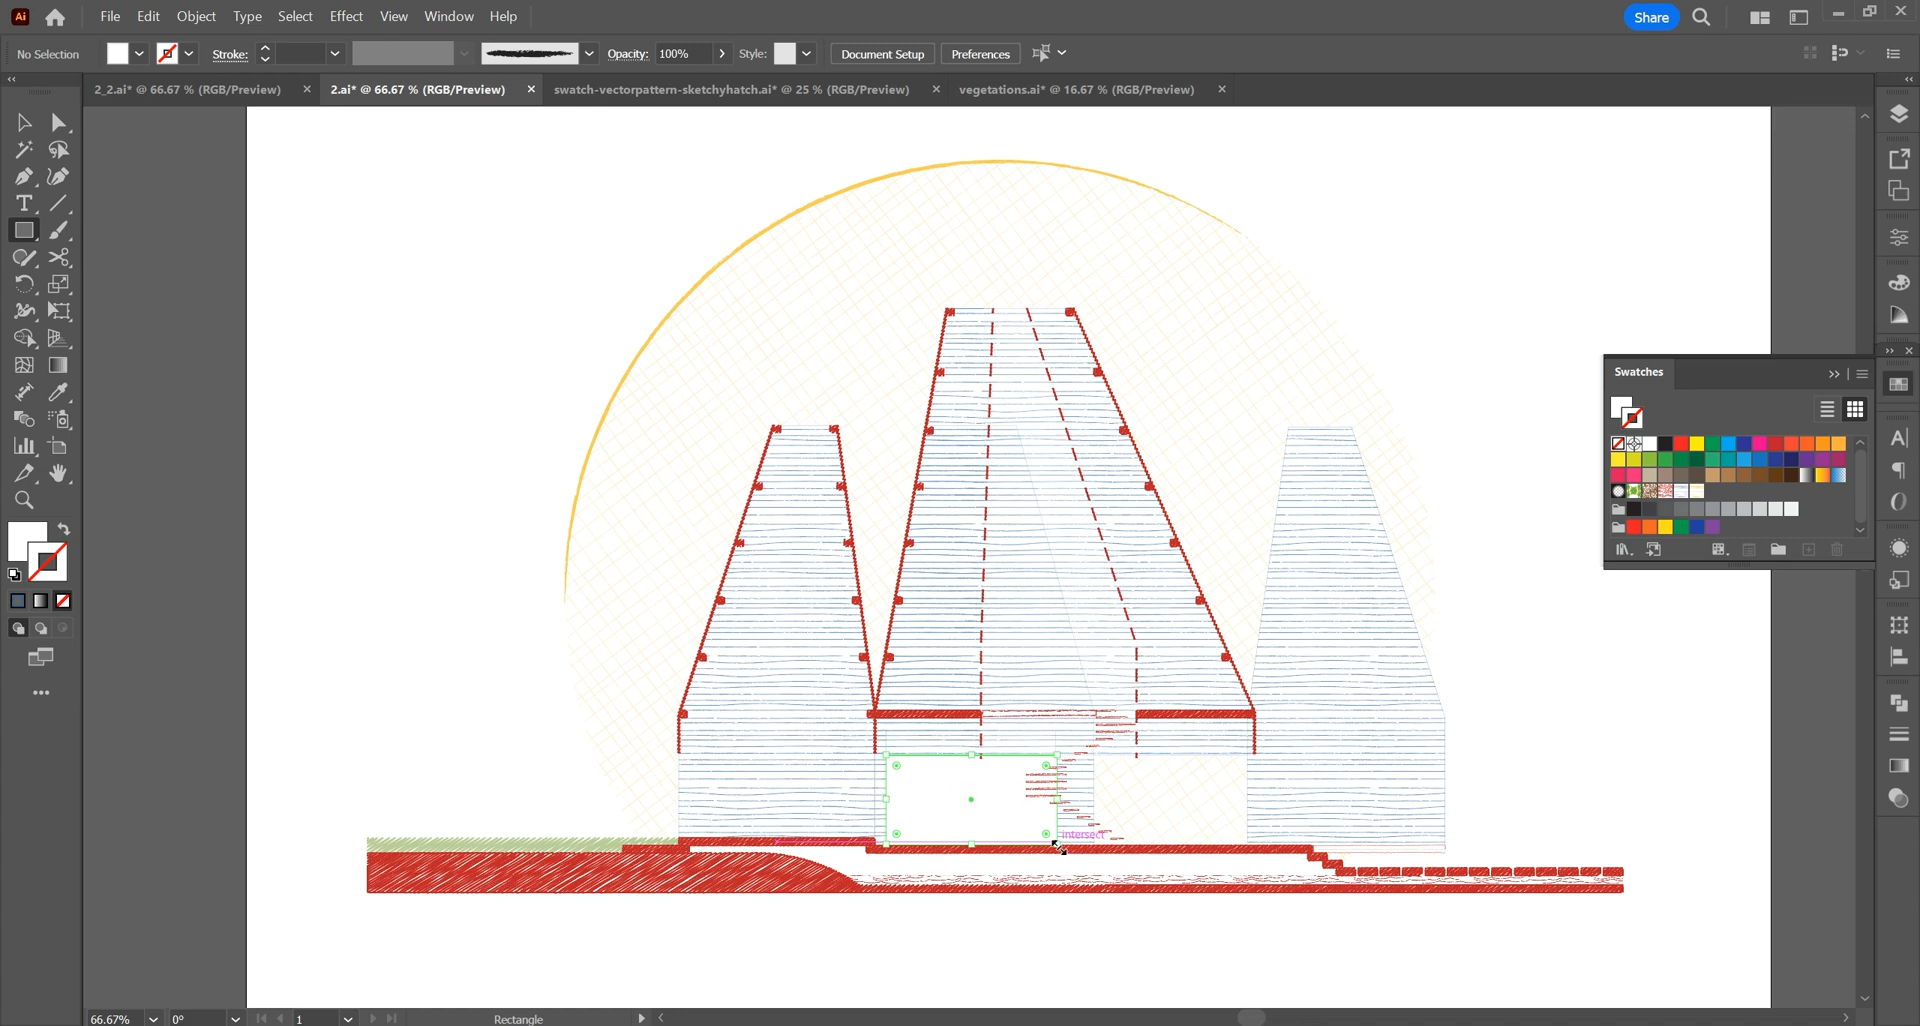 Ai File Edit Object Type Select Effect View Window Help Share
No Selection Stroke: Opacity: 100% Style: Document Setup Preferences
2_2.ai* @ 66.67 % (RGB/Preview) × 2.ai* @ 66.67 % (RGB/Preview) × swatch-vectorpattern-sketchyhatch.ai* @ 25 % (RGB/Preview) × vegetations.ai* @ 16.67 % (RGB/Preview) ×
Swatches
intersect
66.67% 0° 1 Rectangle